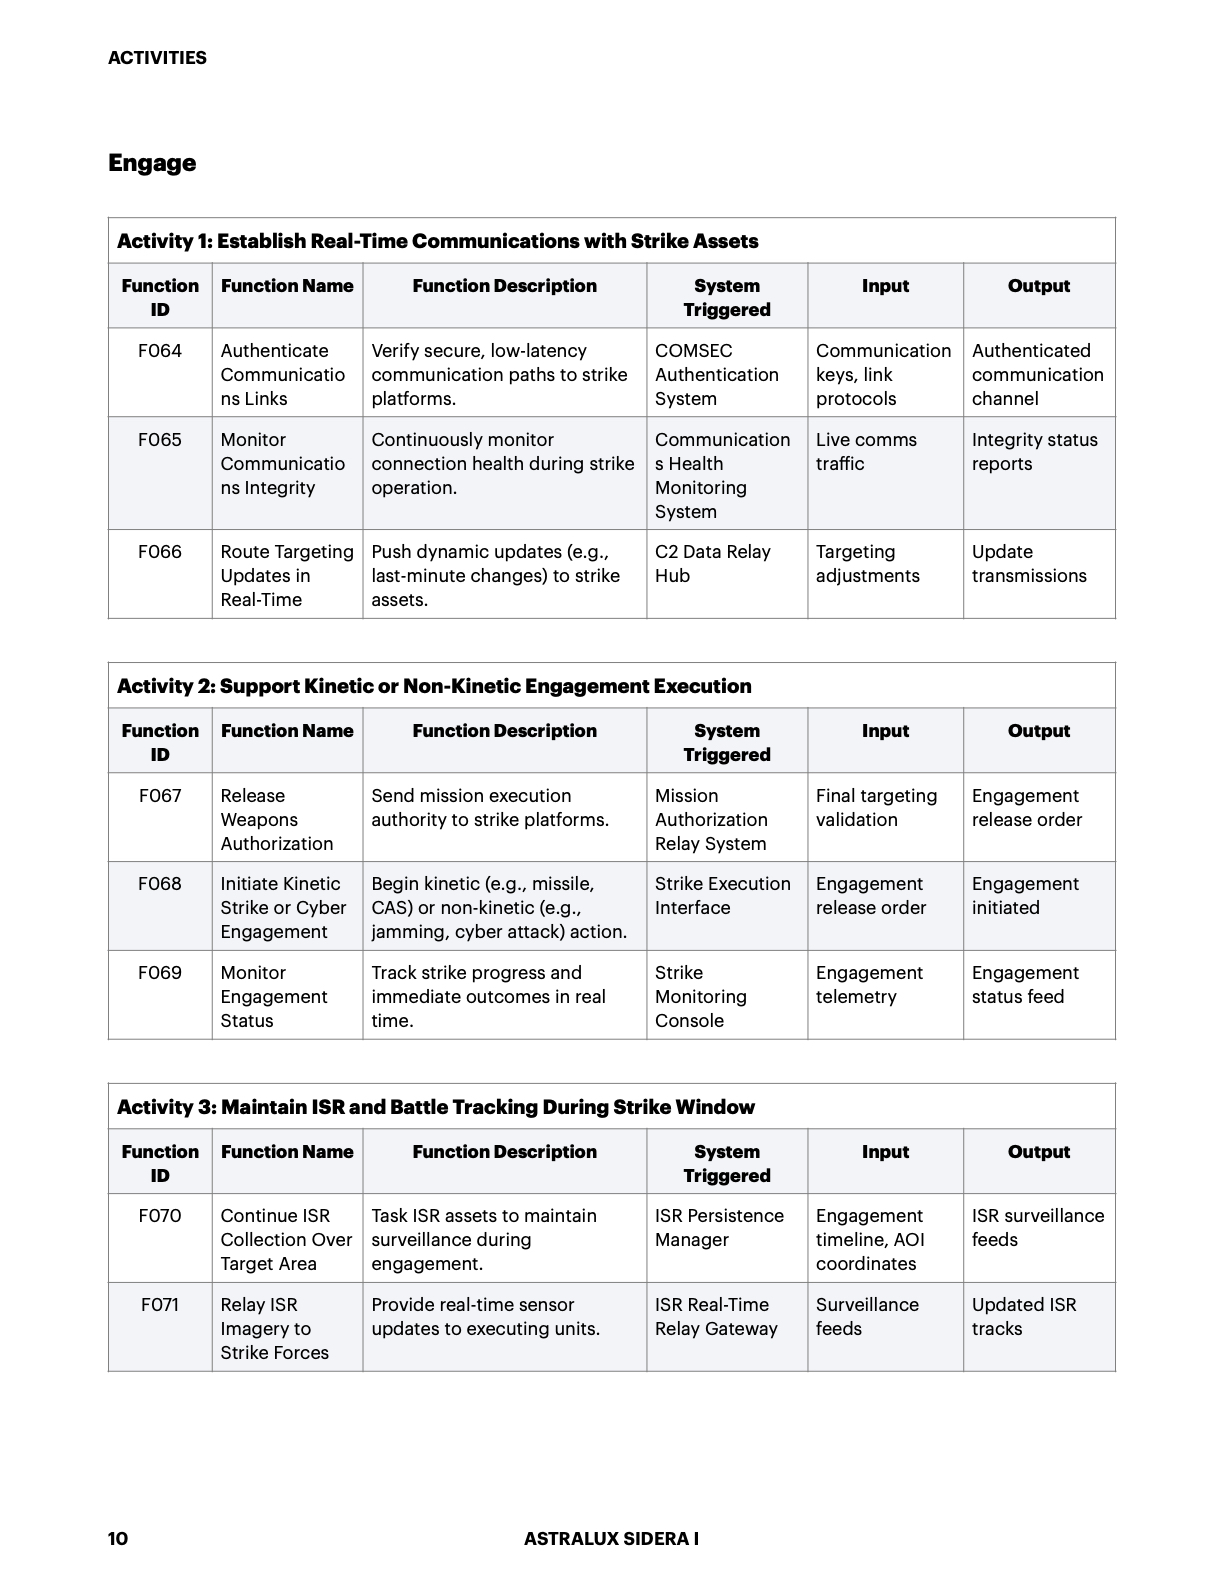 ACTIVITIES
Engage
Activity 1: Establish Real-Time Communications with Strike Assets
Function Function Name Function Description System Input Output
ID Triggered
F064 Authenticate Verify secure, low-latency COMSEC Communication Authenticated
Communicatio communication paths to strike Authentication keys, link communication
ns Links platforms. System protocols channel
F065 Monitor Continuously monitor Communication Live comms Integrity status
Communicatio connection health during strike s Health traffic reports
ns Integrity operation. Monitoring
System
F066 Route Targeting Push dynamic updates (e.g., C2 Data Relay Targeting Update
Updates in last-minute changes) to strike Hub adjustments transmissions
Real-Time assets.
Activity 2: Support Kinetic or Non-Kinetic Engagement Execution
Function Function Name Function Description System Input Output
ID Triggered
F067 Release Send mission execution Mission Final targeting Engagement
Weapons authority to strike platforms. Authorization validation release order
Authorization Relay System
F068 Initiate Kinetic Begin kinetic (e.g., missile, Strike Execution Engagement Engagement
Strike or Cyber CAS) or non-kinetic (e.g., Interface release order initiated
Engagement jamming, cyber attack) action.
F069 Monitor Track strike progress and Strike Engagement Engagement
Engagement immediate outcomes in real Monitoring telemetry status feed
Status time. Console
Activity 3: Maintain ISR and Battle Tracking During Strike Window
Function Function Name Function Description System Input Output
ID Triggered
F070 Continue ISR Task ISR assets to maintain ISR Persistence Engagement ISR surveillance
Collection Over surveillance during Manager timeline, AOI feeds
Target Area engagement. coordinates
F071 Relay ISR Provide real-time sensor ISR Real-Time Surveillance Updated ISR
Imagery to updates to executing units. Relay Gateway feeds tracks
Strike Forces
10 ASTRALUX SIDERA I